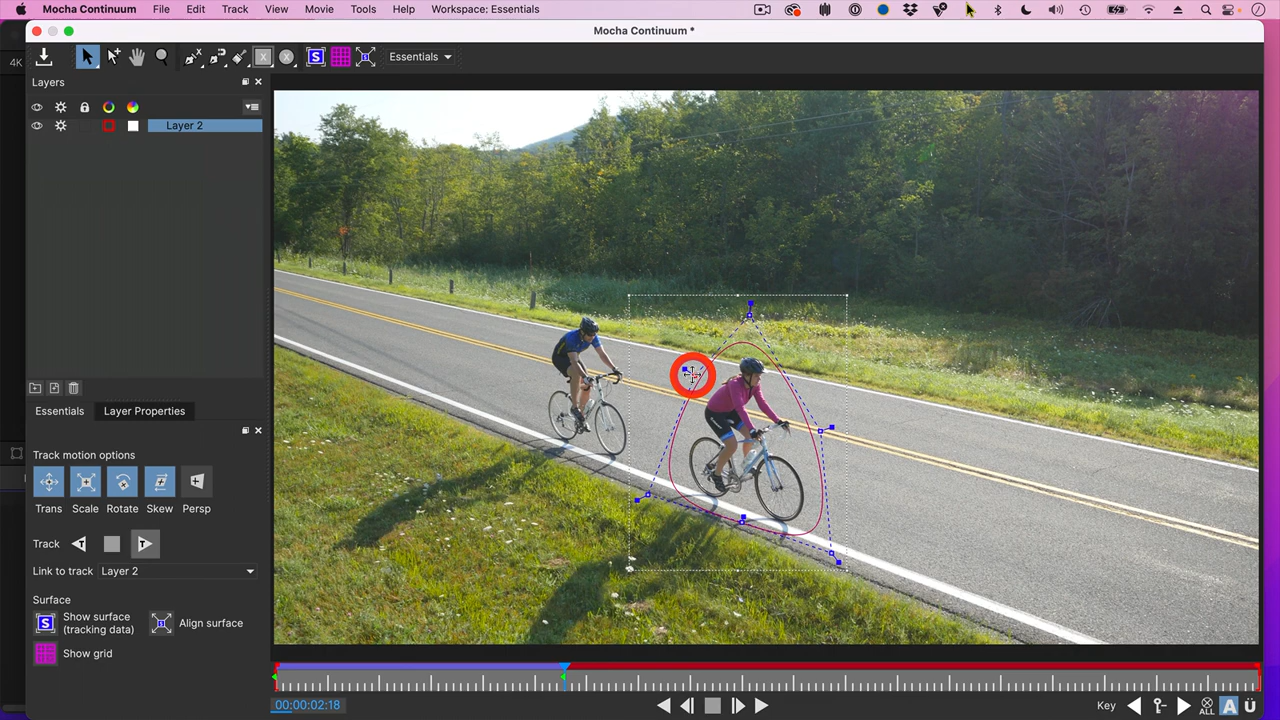 Mocha Continuum File Edit Track View Movie Tools Help Workspace: Essentials
Mocha Continuum *
4K
Essentials
Layers
Layer 2
Essentials Layer Properties
Track motion options
Trans Scale Rotate Skew Persp
Track
Link to track Layer 2
Surface
Show surface
(tracking data)
Align surface
Show grid
00:00:02:18
Key
ALL
A
Ü